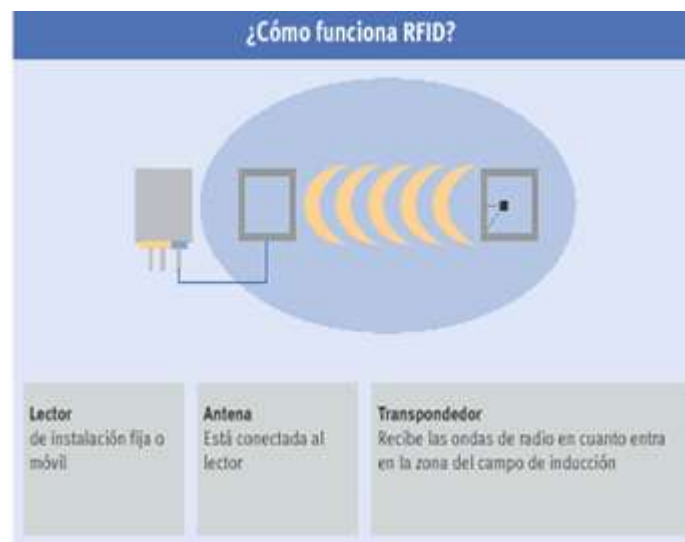 ¿Cómo funciona RFID?
Lector
de instalación fija o
móvil
Antena
Está conectada al
lector
Transpondedor
Recibe las ondas de radio en cuanto entra
en la zona del campo de inducción